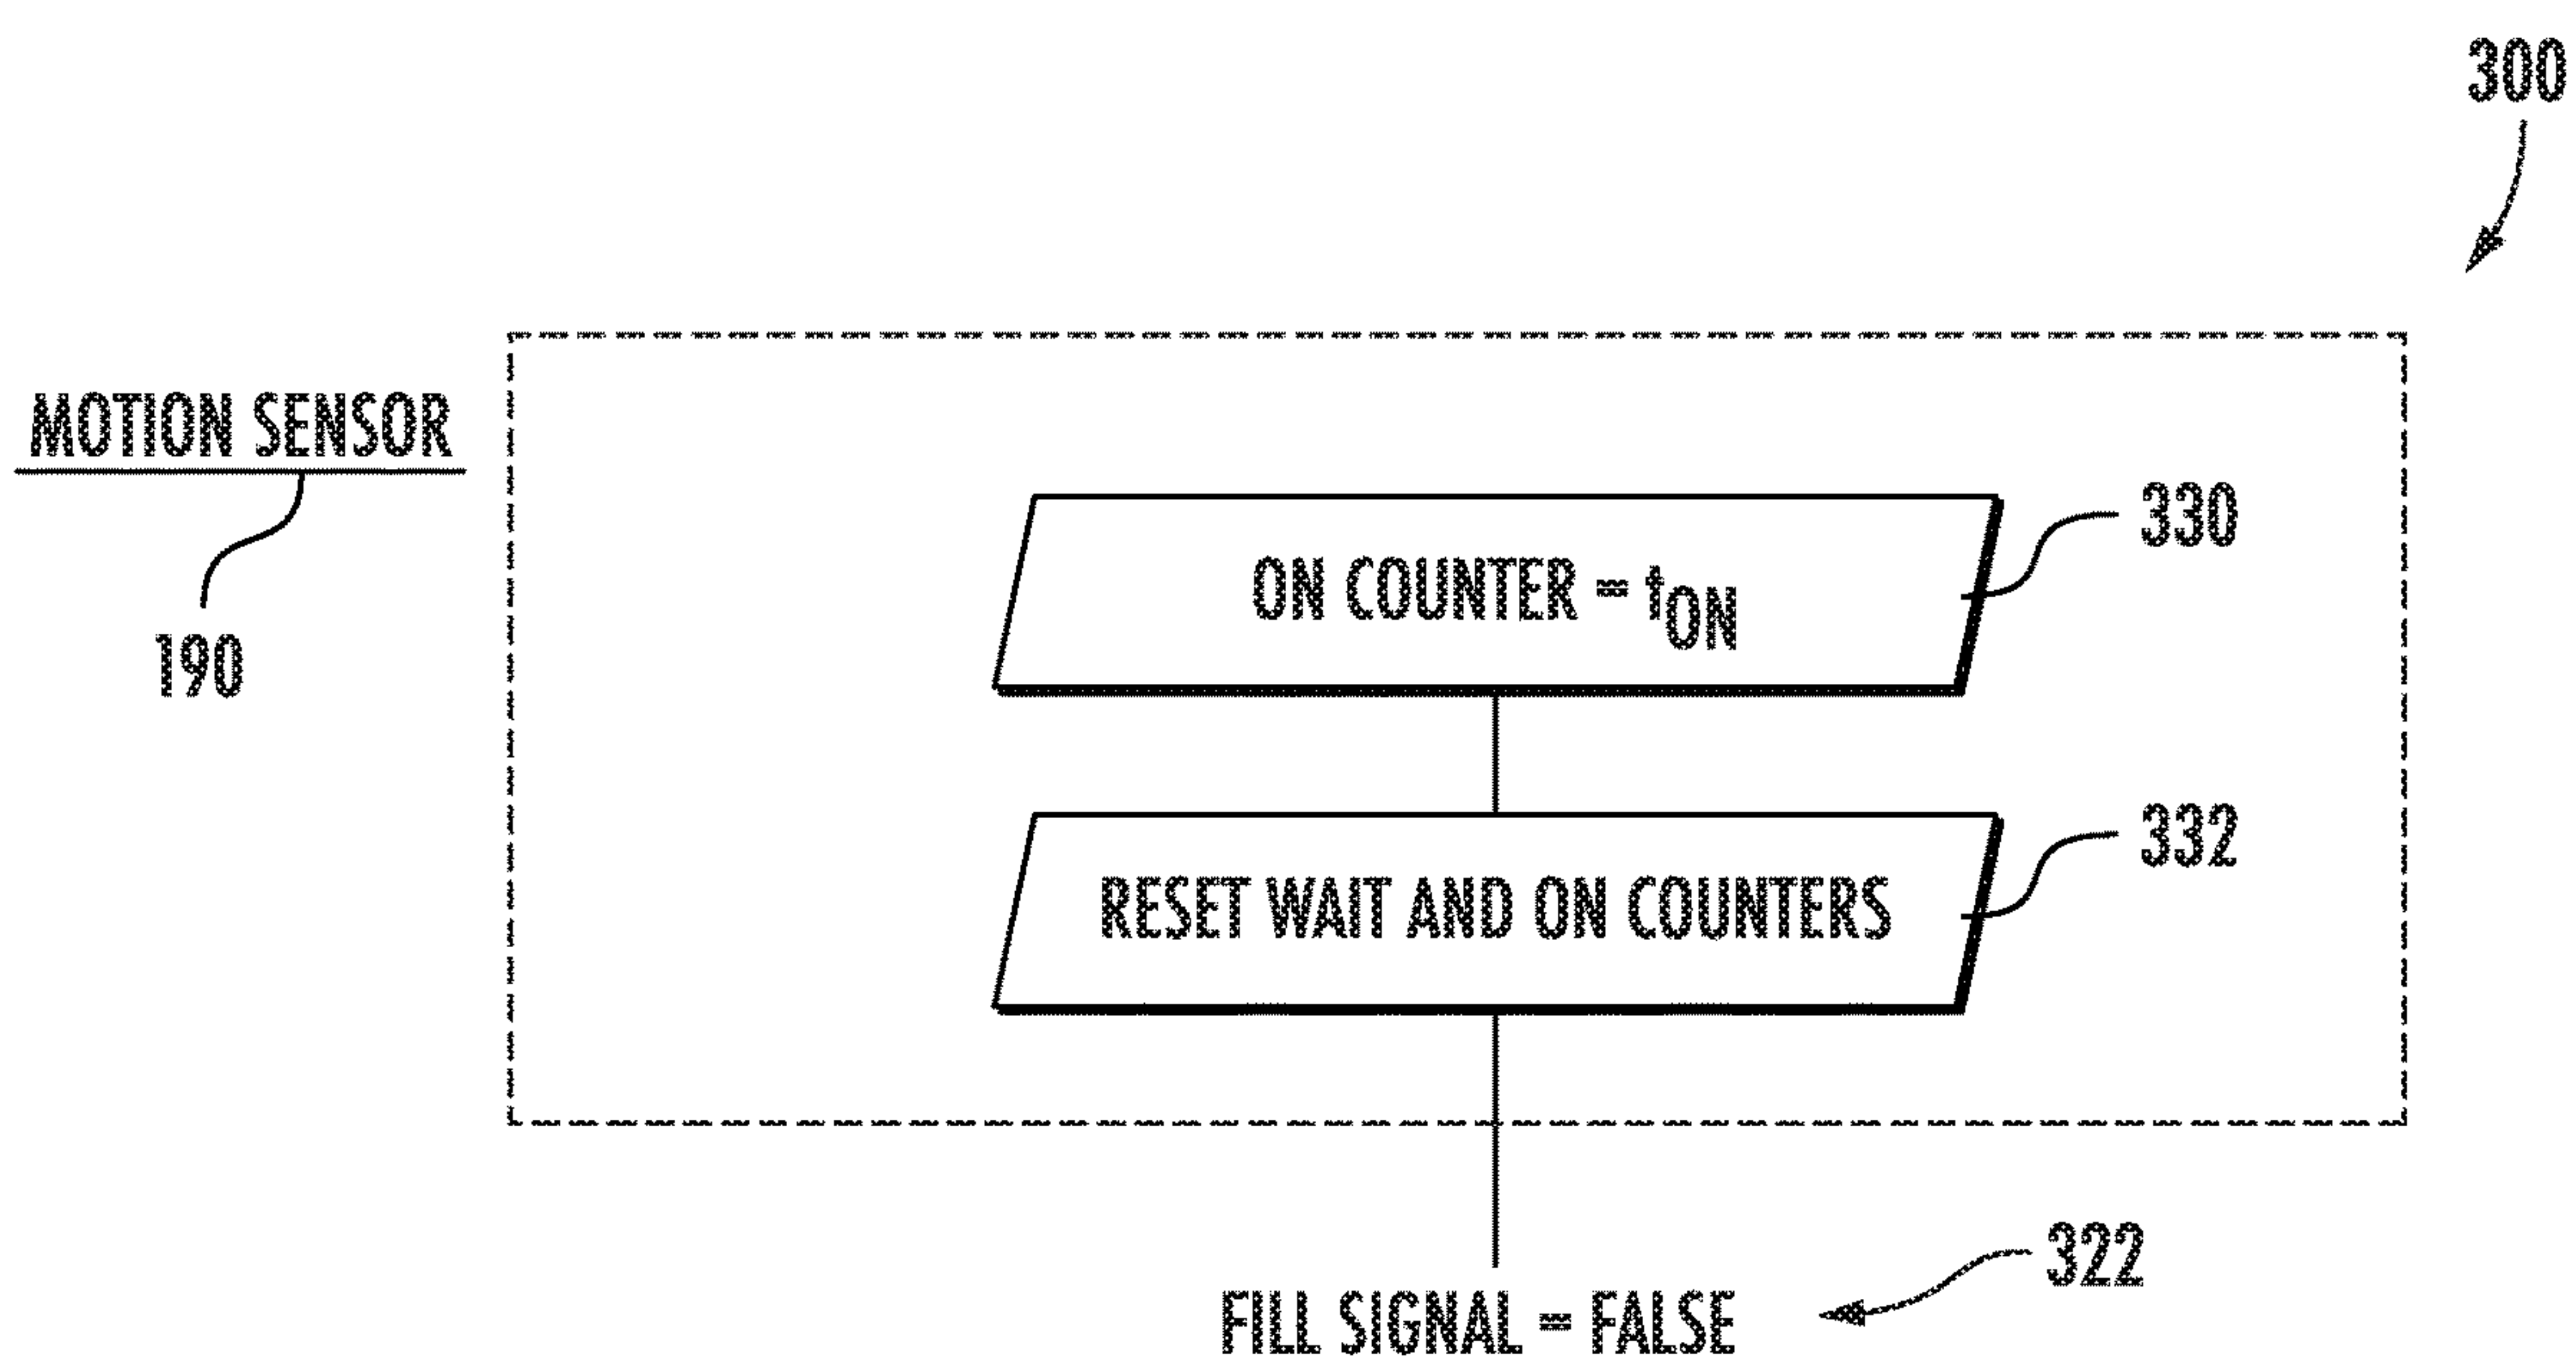 300
MOTION SENSOR
190
ON COUNTER = tON
330
RESET WAIT AND ON COUNTERS
332
FILL SIGNAL = FALSE
322